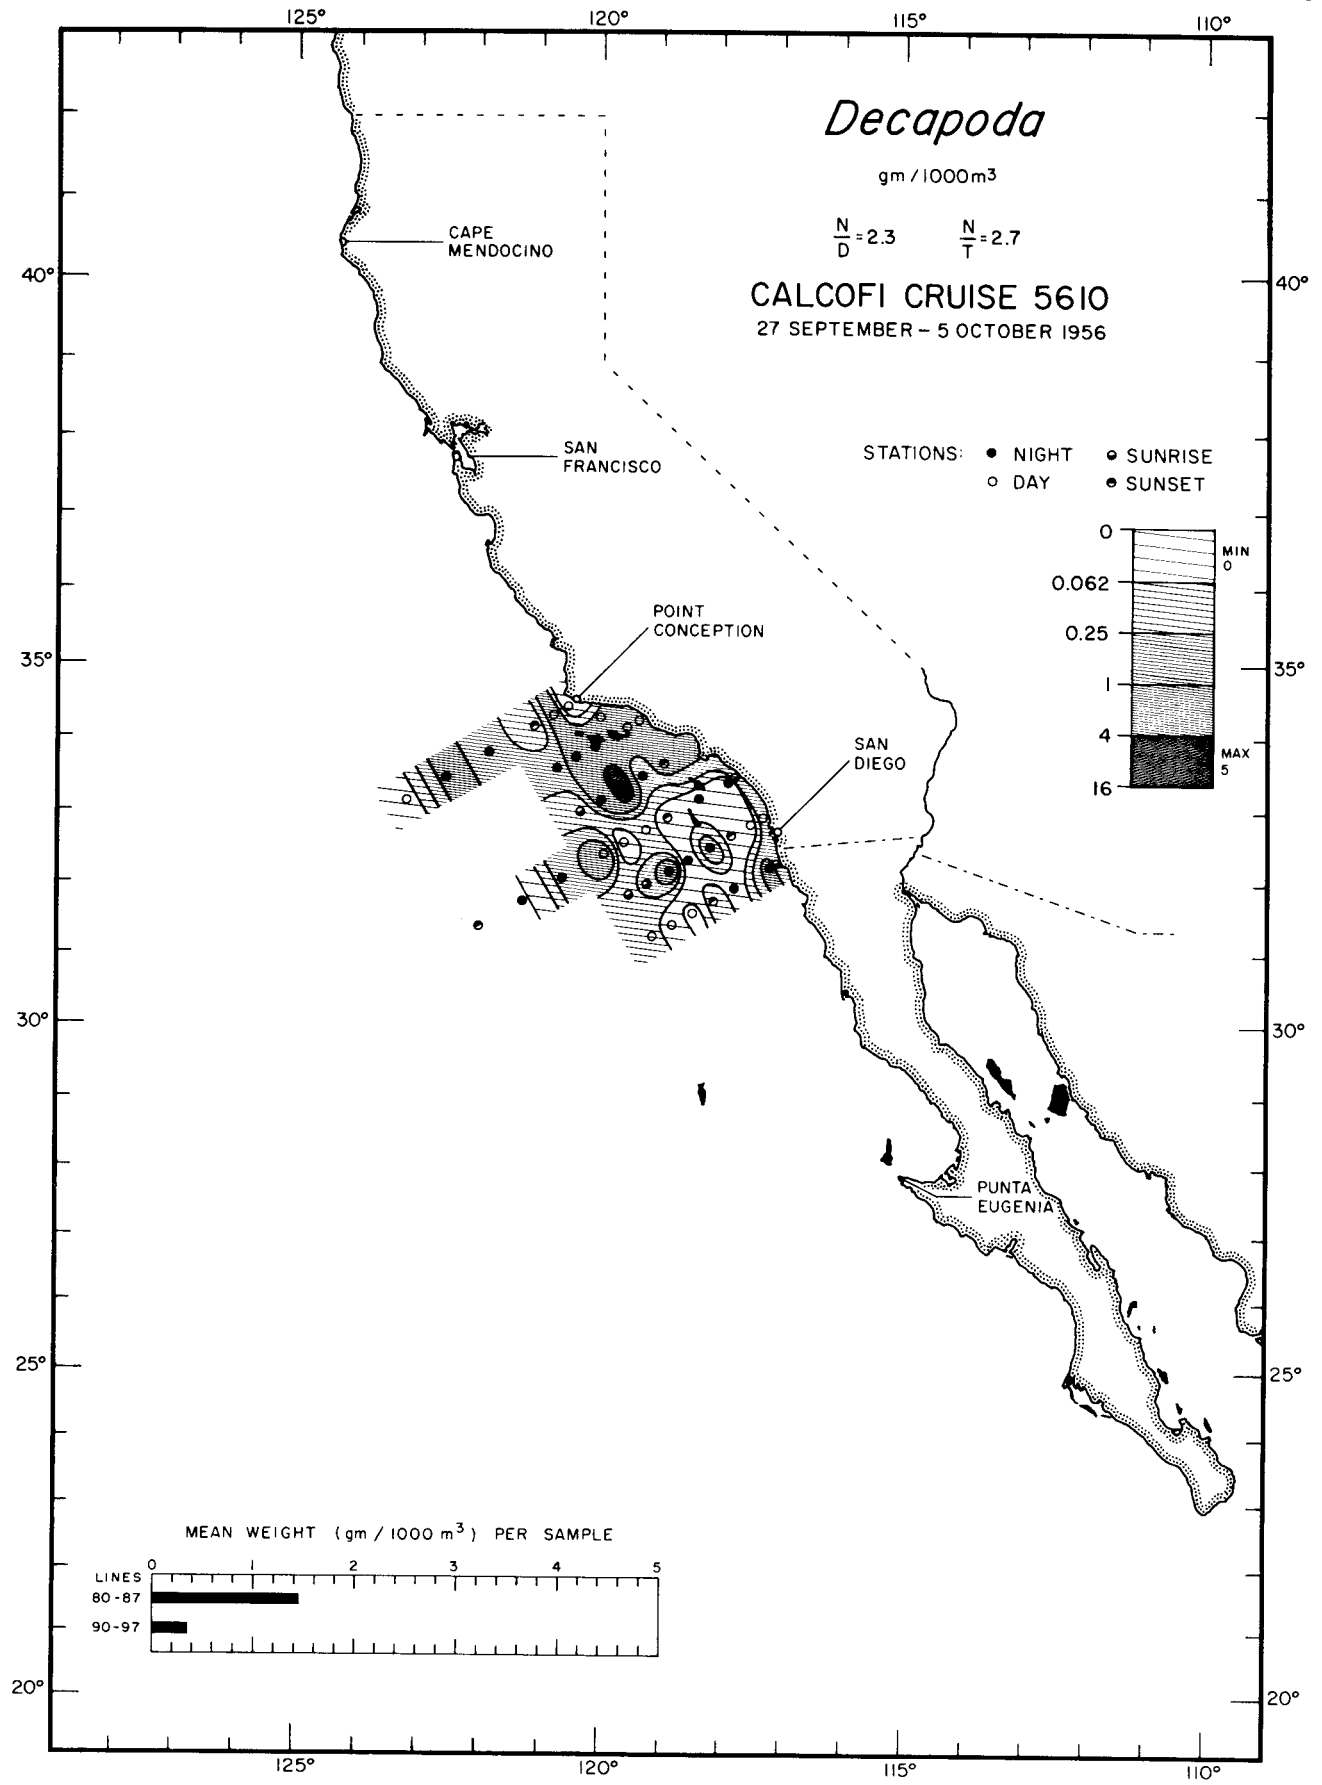 125° 120° 115° 110°
Decapoda
gm/1000m³
N/D = 2.3 N/T = 2.7
CALCOFI CRUISE 5610
27 SEPTEMBER – 5 OCTOBER 1956
CAPE
MENDOCINO
40° 40°
SAN
FRANCISCO
STATIONS: NIGHT SUNRISE
DAY SUNSET
0
MIN
0
0.062
0.25
1
4
MAX
5
16
POINT
CONCEPTION
35° 35°
SAN
DIEGO
30° 30°
PUNTA
EUGENIA
25° 25°
MEAN WEIGHT (gm/1000 m³) PER SAMPLE
0 1 2 3 4 5
LINES
80-87
90-97
20° 20°
125° 120° 115° 110°